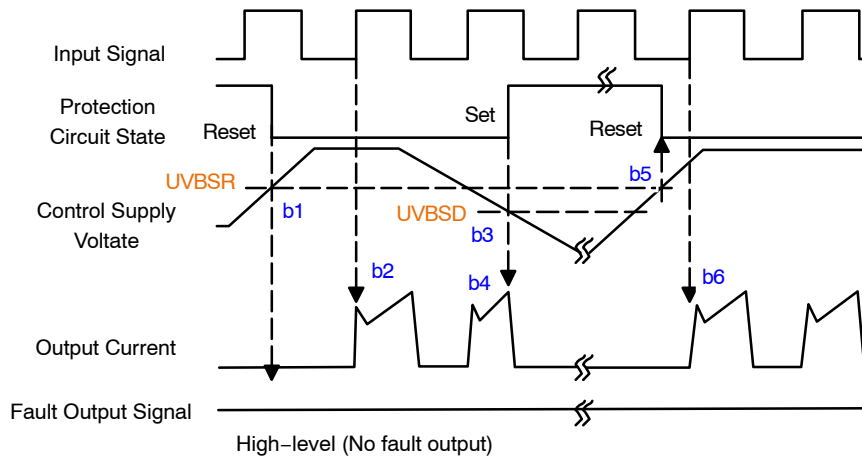 Input Signal
Protection
Circuit State
Reset
Set
Reset
UVBSR
b5
Control Supply
Voltate
b1
UVBSD
b3
b2
b4
b6
Output Current
Fault Output Signal
High−level (No fault output)